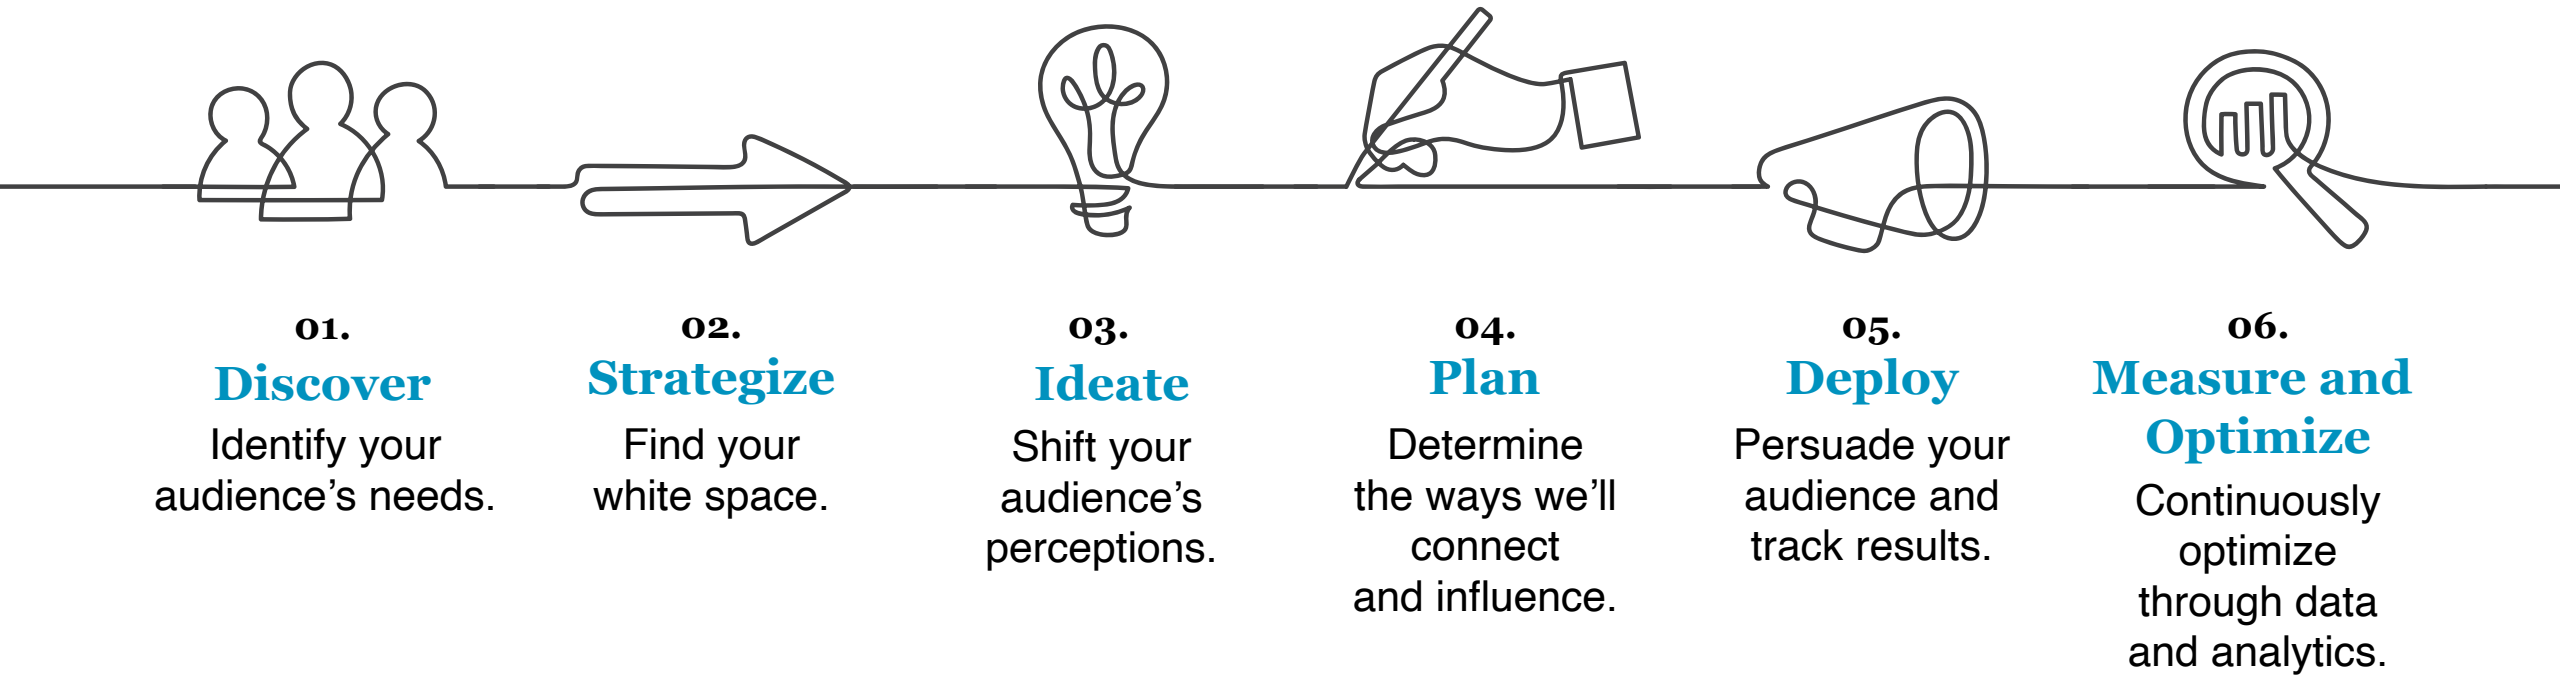 01.
Discover
Identify your
audience’s needs.
02.
Strategize
Find your
white space.
03.
Ideate
Shift your
audience’s
perceptions.
04.
Plan
Determine
the ways we’ll
connect
and influence.
05.
Deploy
Persuade your
audience and
track results.
06.
Measure and
Optimize
Continuously
optimize
through data
and analytics.